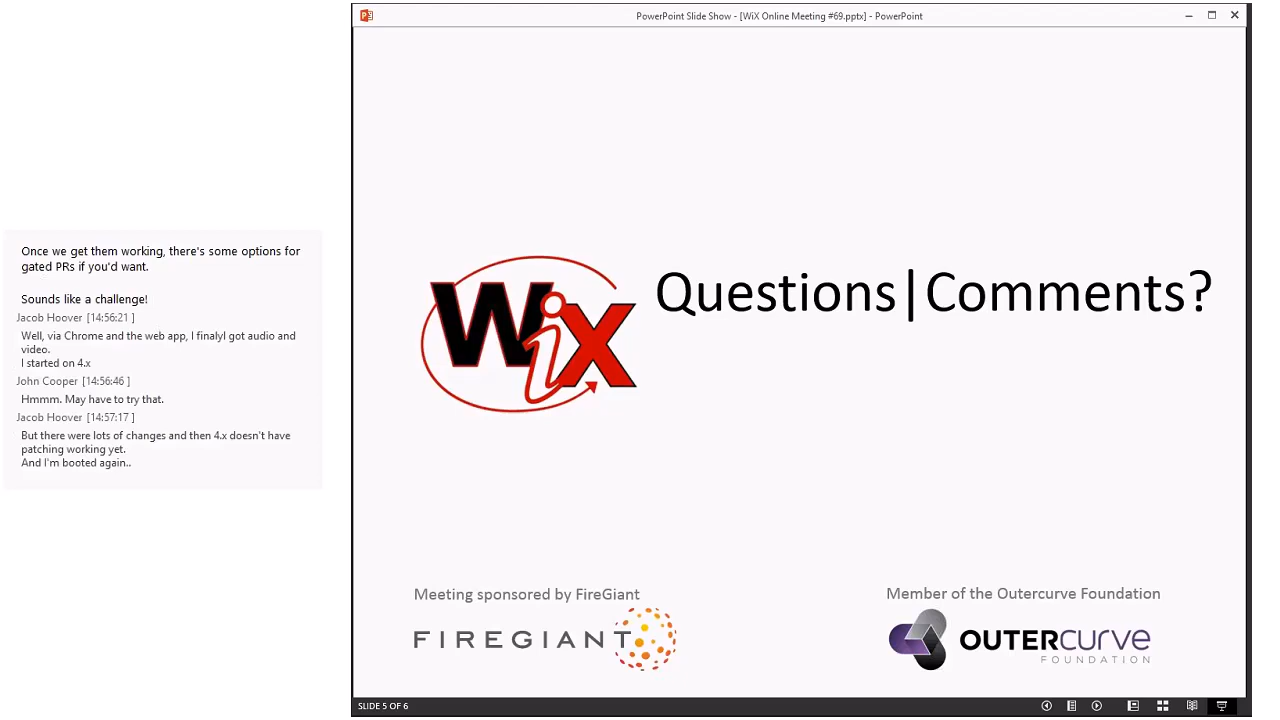 Once we get them working, there's some options for
gated PRs if you'd want.
Sounds like a challenge!
Jacob Hoover [14:56:21 ]
Well, via Chrome and the web app, I finalyl got audio and
video.
I started on 4.x
John Cooper [14:56:46 ]
Hmmm. May have to try that.
Jacob Hoover [14:57:17 ]
But there were lots of changes and then 4.x doesn't have
patching working yet.
And I'm booted again..
PowerPoint Slide Show - [WiX Online Meeting #69.pptx] - PowerPoint
WiX
Questions|Comments?
Meeting sponsored by FireGiant
FIREGIANT
Member of the Outercurve Foundation
OUTERCURVE
FOUNDATION
SLIDE 5 OF 6